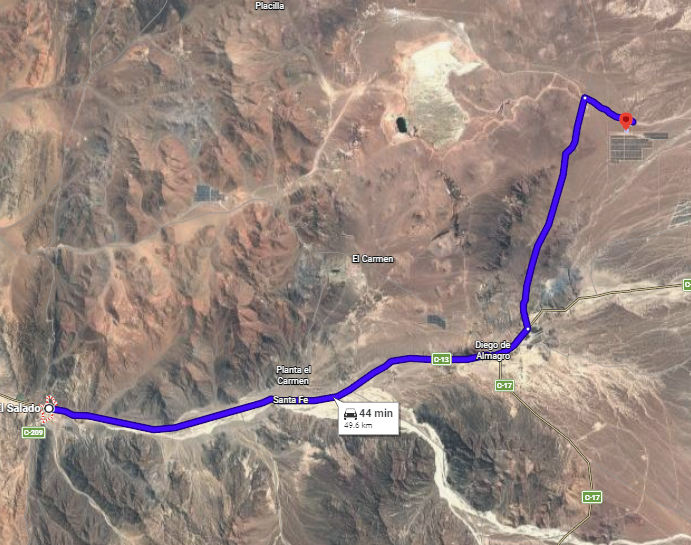 Placilla
El Carmen
Diego de
Almagro
C-13
Planta el
Carmen
C-17
Santa Fe
El Salado
44 min
49.6 km
C-209
C-17